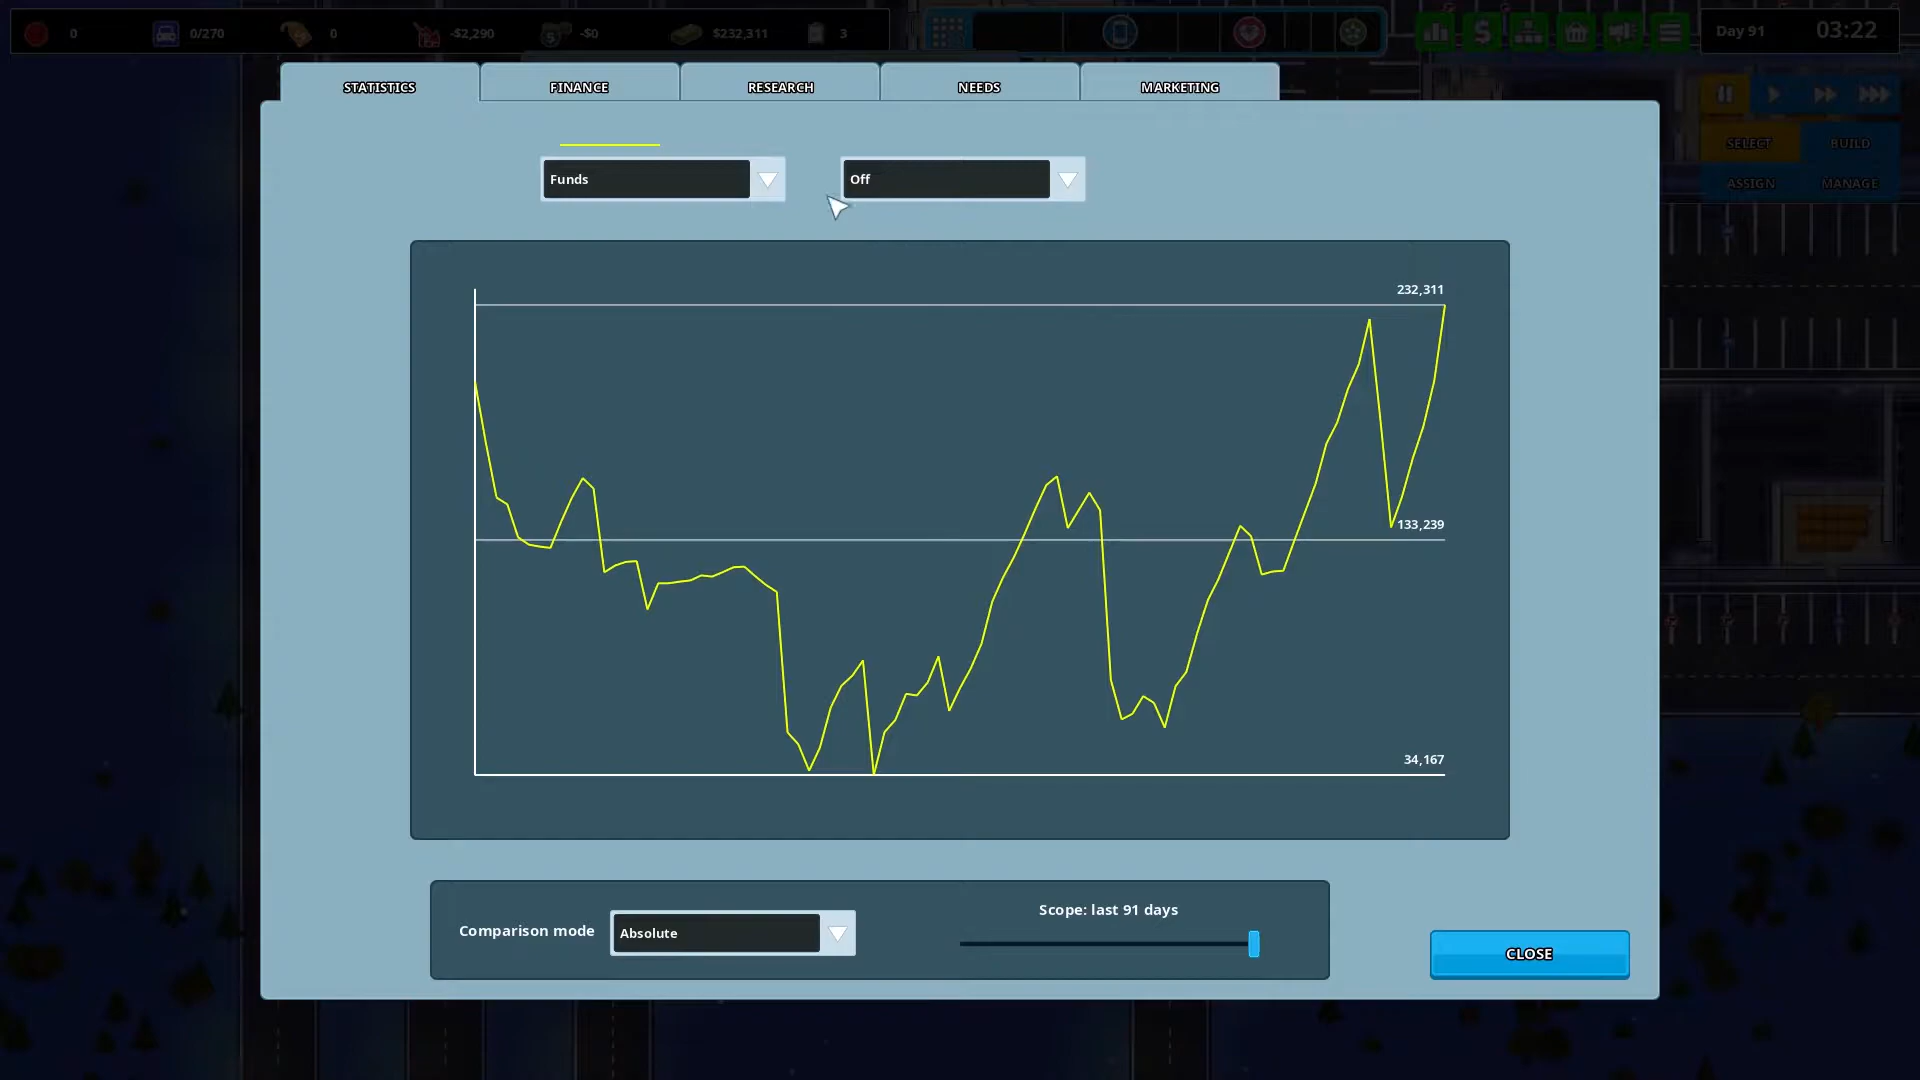 0 0/270 0 -$2,290 -$0 $232,311 3 Day 91 03:22
STATISTICS FINANCE RESEARCH NEEDS MARKETING
SELECT BUILD
ASSIGN MANAGE
Funds Off
232,311
133,239
34,167
Scope: last 91 days
Comparison mode Absolute
CLOSE